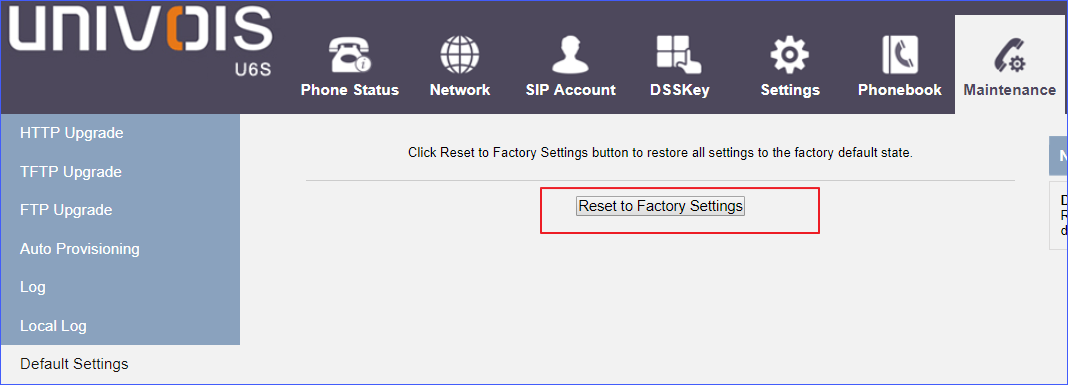 UNIVOIS
U6S
Phone Status
Network
SIP Account
DSSKey
Settings
Phonebook
Maintenance
HTTP Upgrade
TFTP Upgrade
FTP Upgrade
Auto Provisioning
Log
Local Log
Default Settings
Click Reset to Factory Settings button to restore all settings to the factory default state.
Reset to Factory Settings